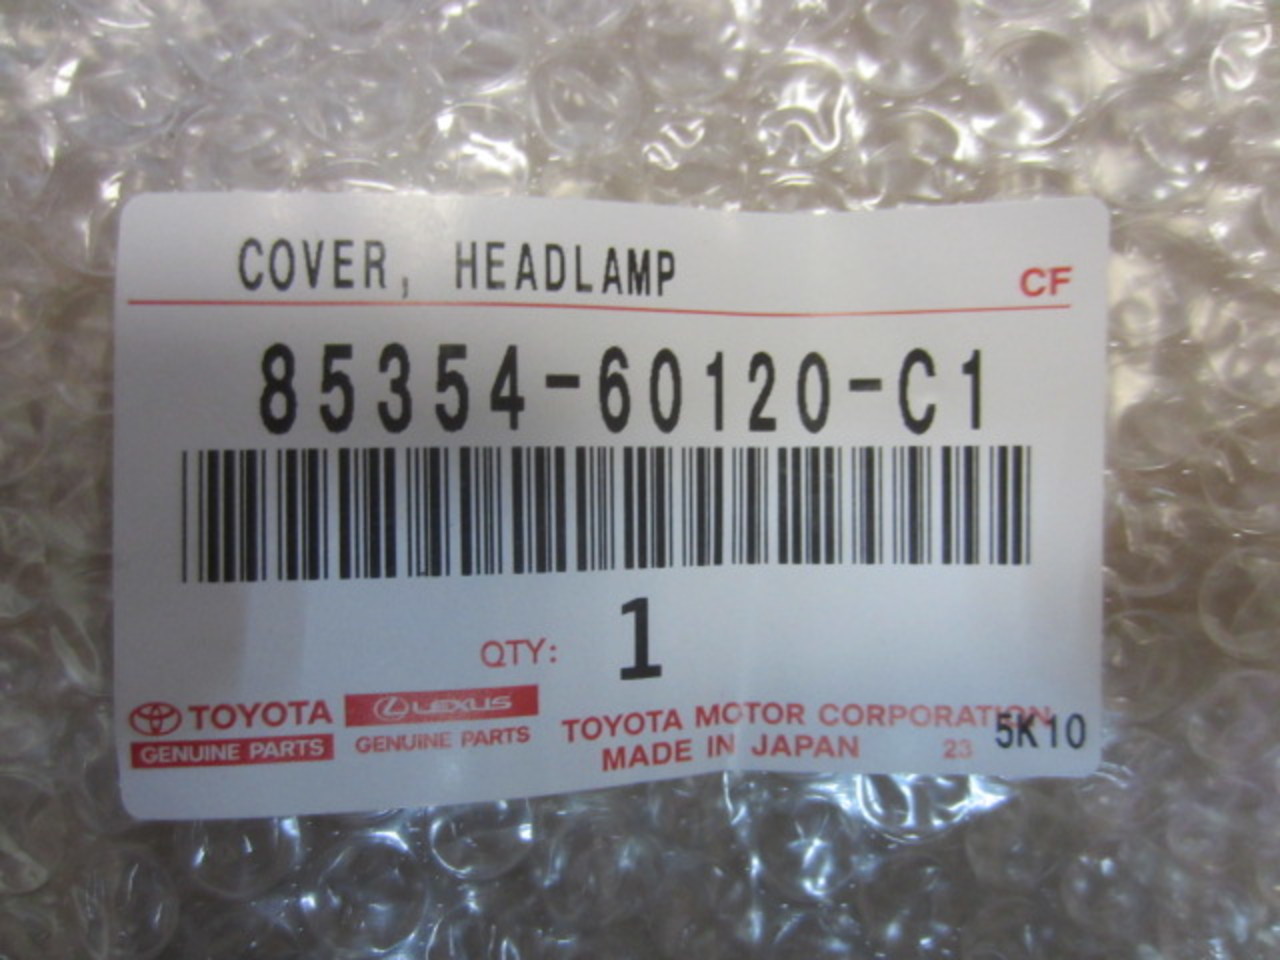 COVER, HEADLAMP
CF
85354-60120-C1
QTY: 1
TOYOTA
GENUINE PARTS
LEXUS
GENUINE PARTS
TOYOTA MOTOR CORPORATION
MADE IN JAPAN 23 5K10